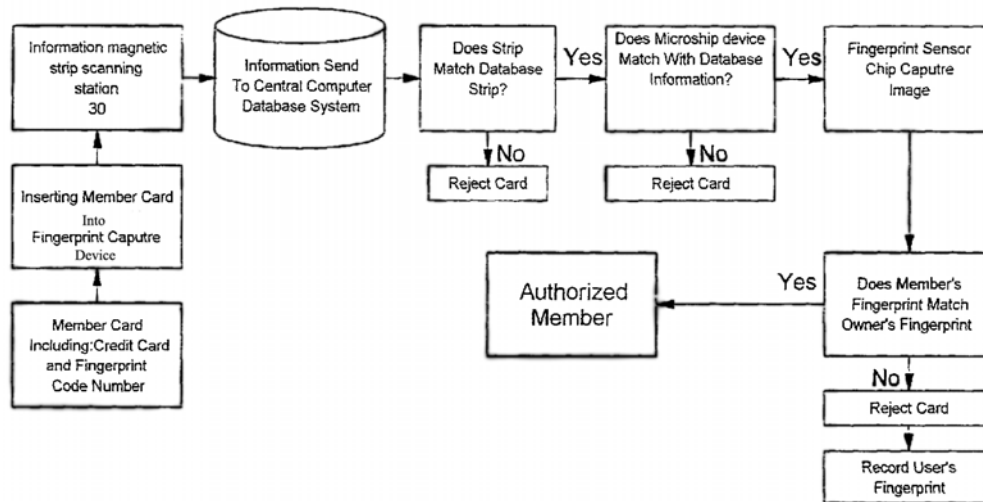 Information magnetic
strip scanning
station
30
Information Send
To Central Computer
Database System
Does Strip
Match Database
Strip?
Yes
Does Microship device
Match With Database
Information?
Yes
Fingerprint Sensor
Chip Caputre
Image
No
Reject Card
No
Reject Card
Inserting Member Card
Into
Fingerprint Caputre
Device
Member Card
Including:Credit Card
and Fingerprint
Code Number
Authorized
Member
Yes
Does Member's
Fingerprint Match
Owner's Fingerprint
No
Reject Card
Record User's
Fingerprint